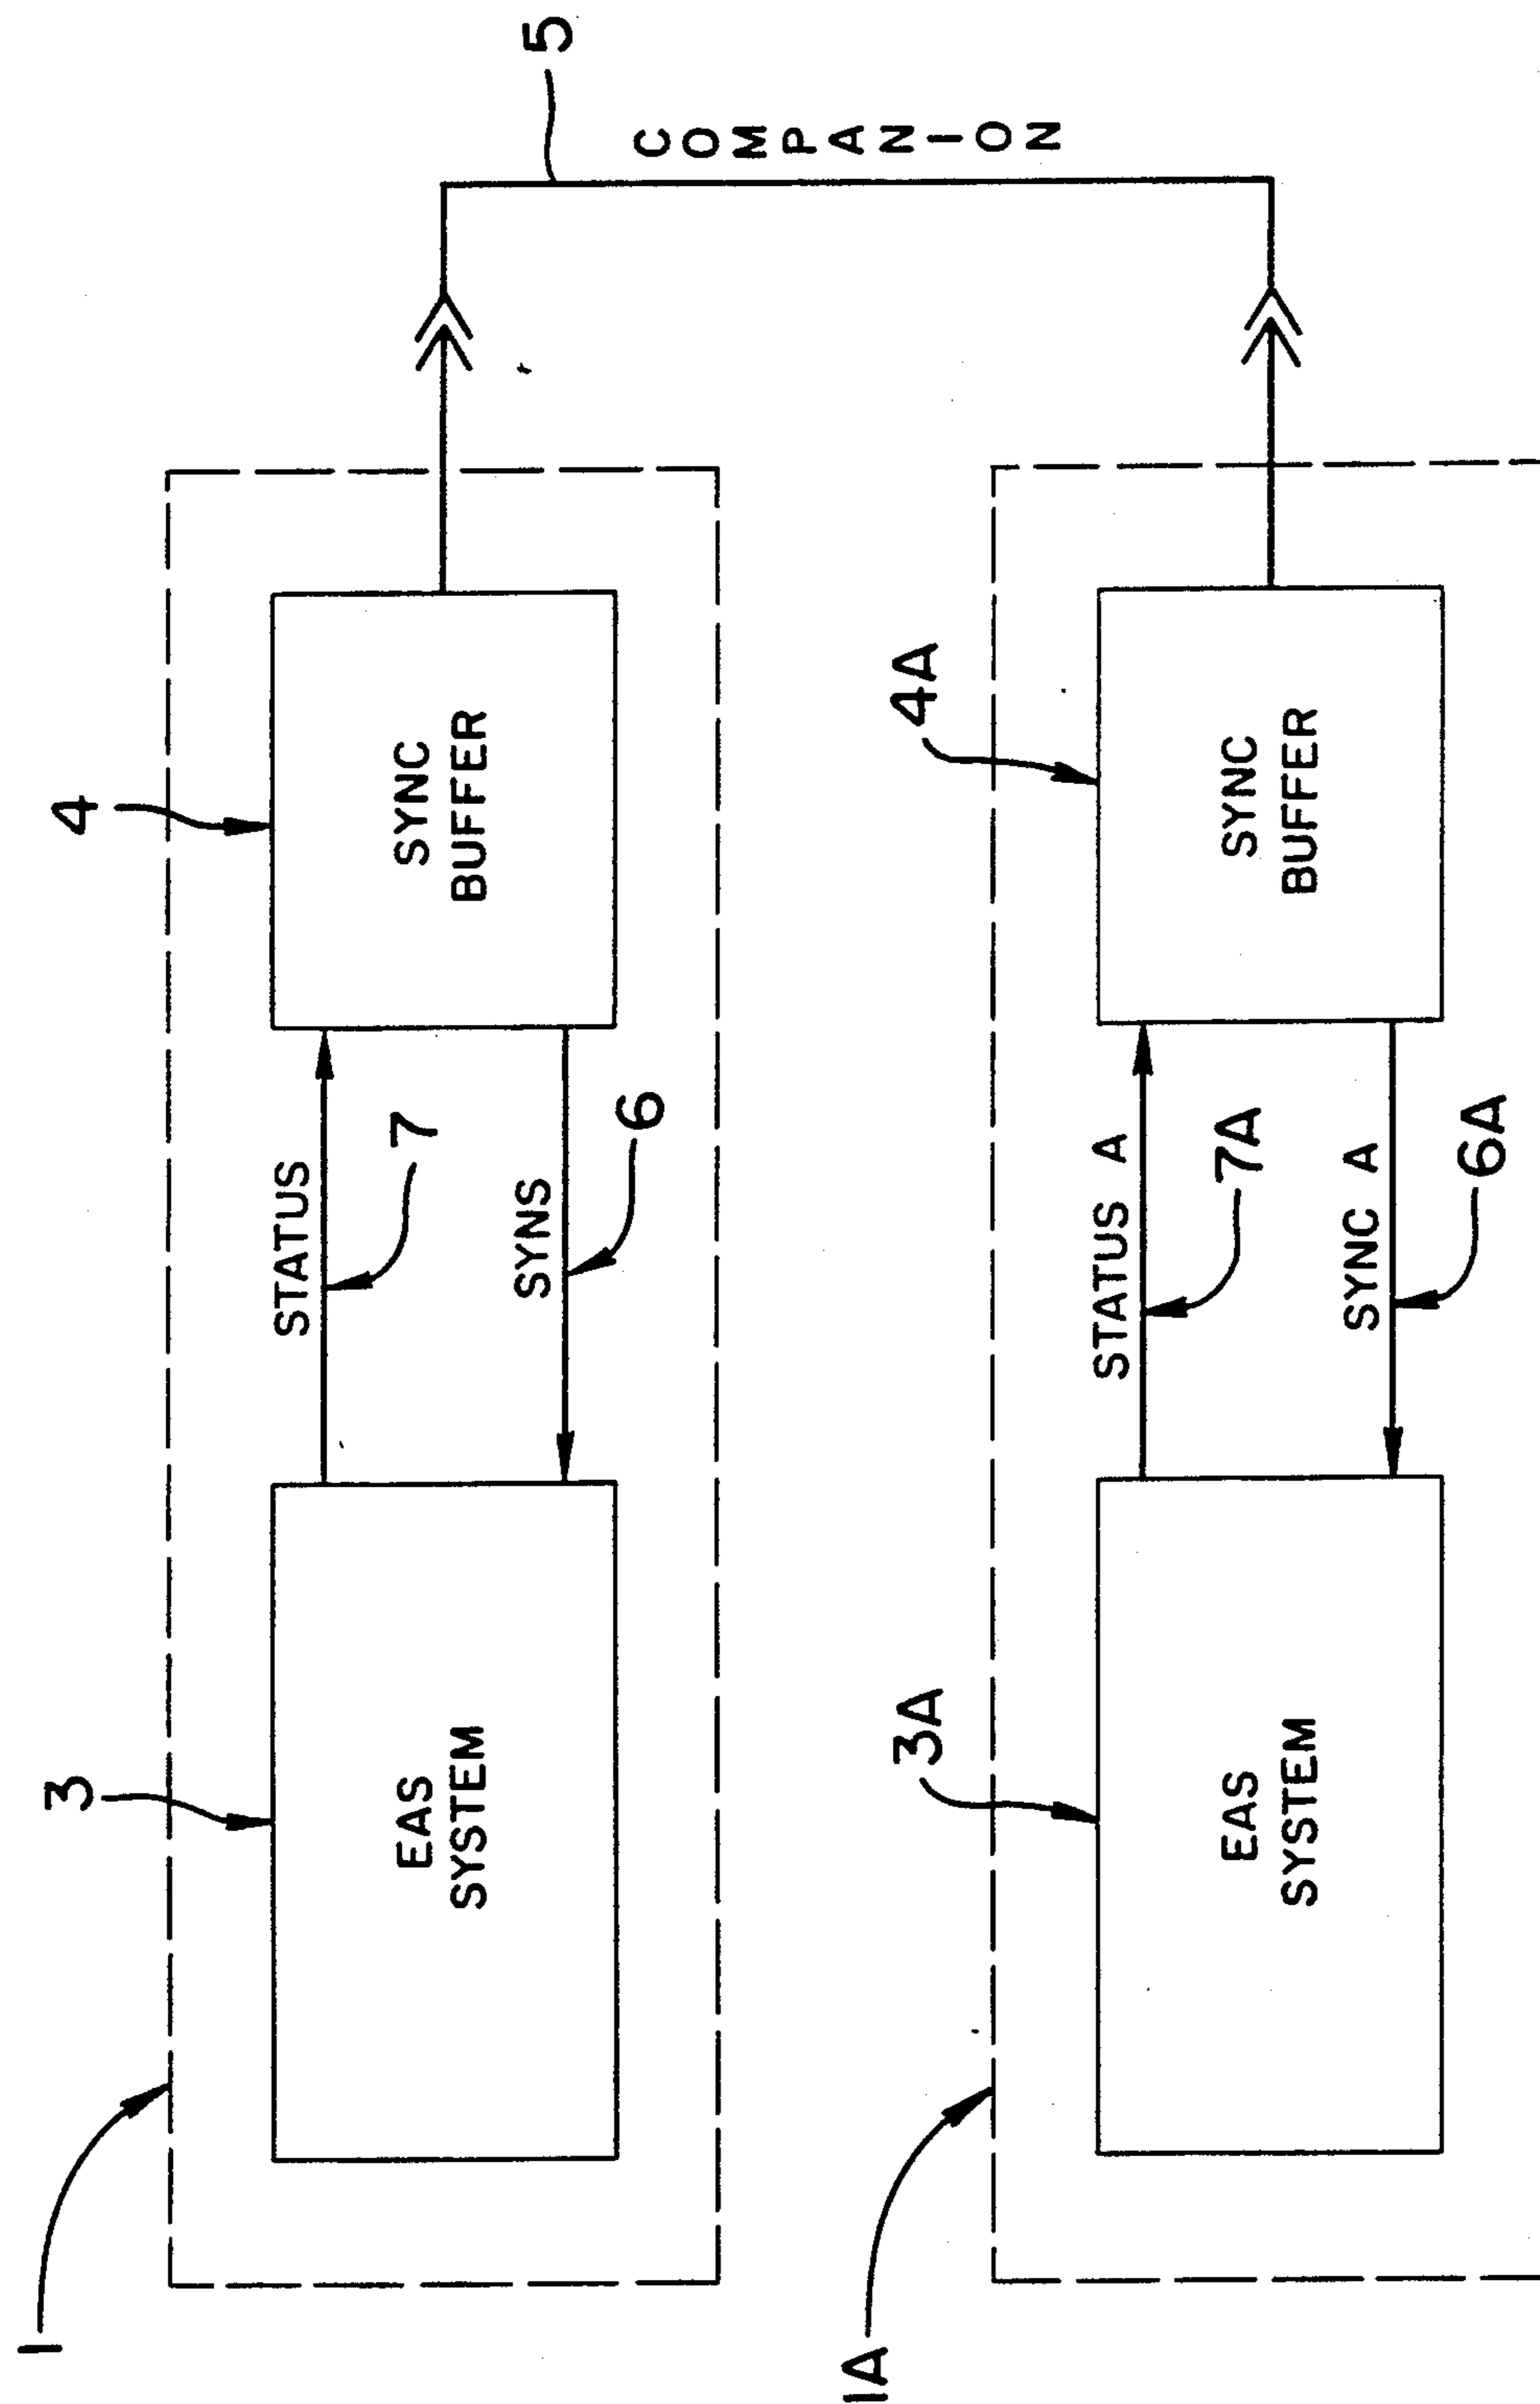 1
3
4
5
EAS
SYSTEM
STATUS
7
SYNS
6
SYNC
BUFFER
COMPANION
1A
3A
4A
EAS
SYSTEM
STATUS A
7A
SYNC A
6A
SYNC
BUFFER